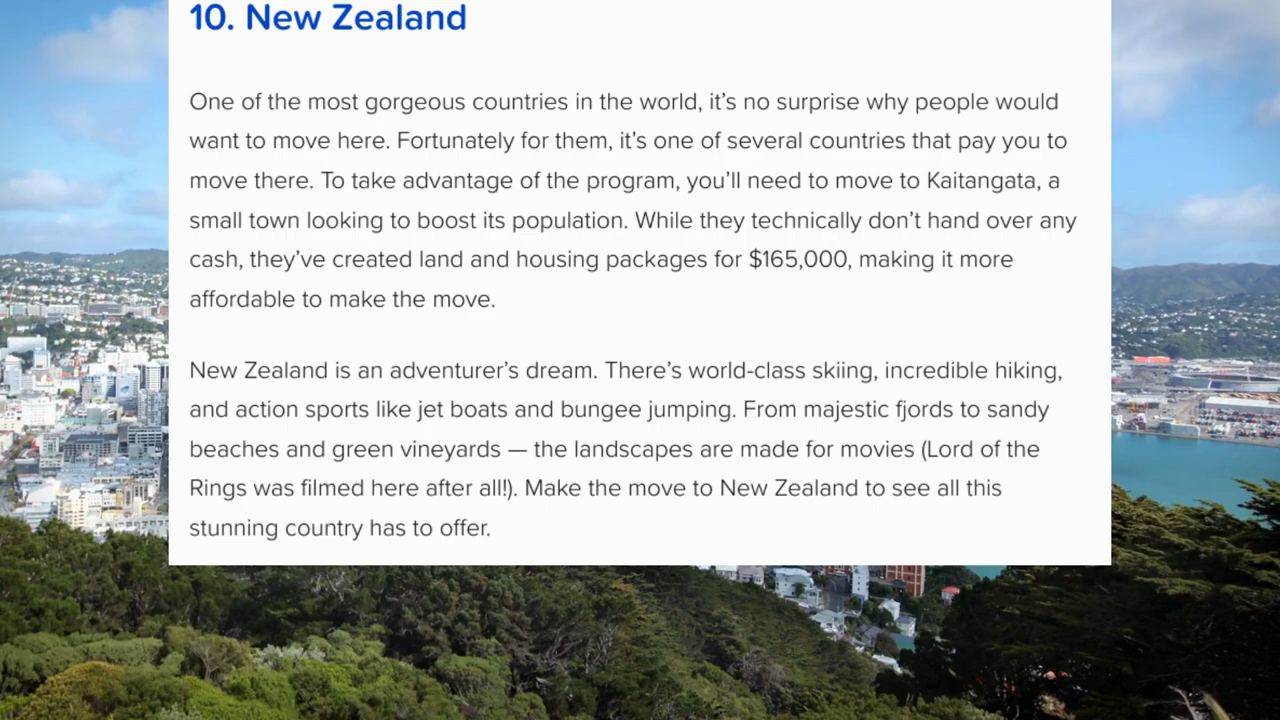 10. New Zealand
One of the most gorgeous countries in the world, it’s no surprise why people would
want to move here. Fortunately for them, it’s one of several countries that pay you to
move there. To take advantage of the program, you’ll need to move to Kaitangata, a
small town looking to boost its population. While they technically don’t hand over any
cash, they’ve created land and housing packages for $165,000, making it more
affordable to make the move.
New Zealand is an adventurer’s dream. There’s world-class skiing, incredible hiking,
and action sports like jet boats and bungee jumping. From majestic fjords to sandy
beaches and green vineyards — the landscapes are made for movies (Lord of the
Rings was filmed here after all!). Make the move to New Zealand to see all this
stunning country has to offer.